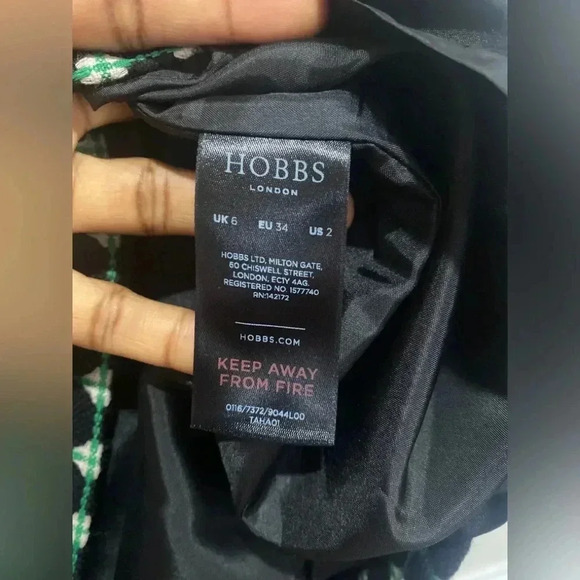 HOBBS
LONDON
UK 6 EU 34 US 2
HOBBS LTD, MILTON GATE,
60 CHISWELL STREET,
LONDON, EC1Y 4AG.
REGISTERED NO. 1577740
RN:142172
HOBBS.COM
KEEP AWAY
FROM FIRE
0116/7372/9044L00
TAHA01